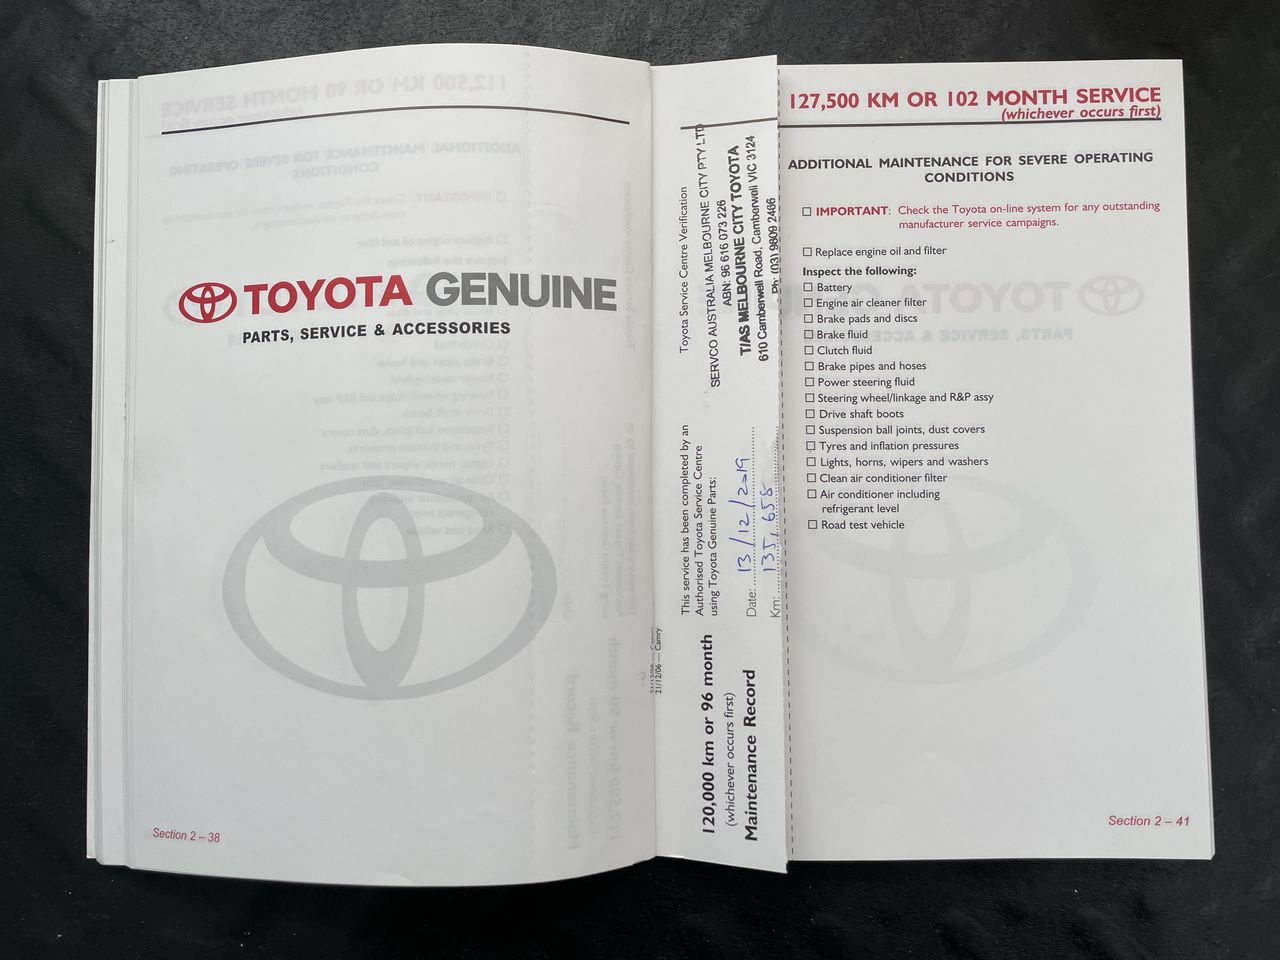 TOYOTA GENUINE
PARTS, SERVICE & ACCESSORIES
Section 2 – 38
21/12/06 — Camry
120,000 km or 96 month
(whichever occurs first)
Maintenance Record
This service has been completed by an
Authorised Toyota Service Centre
using Toyota Genuine Parts:
Date: 13/12/2019
Km: 135,658
Toyota Service Centre Verification
SERVCO AUSTRALIA MELBOURNE CITY PTY LTD
ABN: 96 616 073 226
T/AS MELBOURNE CITY TOYOTA
610 Camberwell Road, Camberwell VIC 3124
Ph: (03) 9809 2466
127,500 KM OR 102 MONTH SERVICE
(whichever occurs first)
ADDITIONAL MAINTENANCE FOR SEVERE OPERATING
CONDITIONS
☐ IMPORTANT: Check the Toyota on-line system for any outstanding
manufacturer service campaigns.
☐ Replace engine oil and filter
Inspect the following:
☐ Battery
☐ Engine air cleaner filter
☐ Brake pads and discs
☐ Brake fluid
☐ Clutch fluid
☐ Brake pipes and hoses
☐ Power steering fluid
☐ Steering wheel/linkage and R&P assy
☐ Drive shaft boots
☐ Suspension ball joints, dust covers
☐ Tyres and inflation pressures
☐ Lights, horns, wipers and washers
☐ Clean air conditioner filter
☐ Air conditioner including
refrigerant level
☐ Road test vehicle
Section 2 – 41